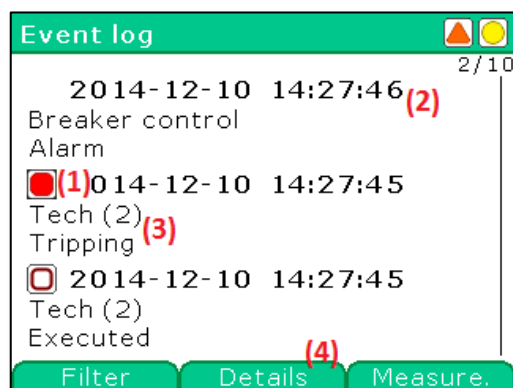 Event log
2/10
2014-12-10 14:27:46 (2)
Breaker control
Alarm
(1) 014-12-10 14:27:45
Tech (2)
(3)
Tripping
2014-12-10 14:27:45
Tech (2)
Executed
(4)
Filter Details Measure.